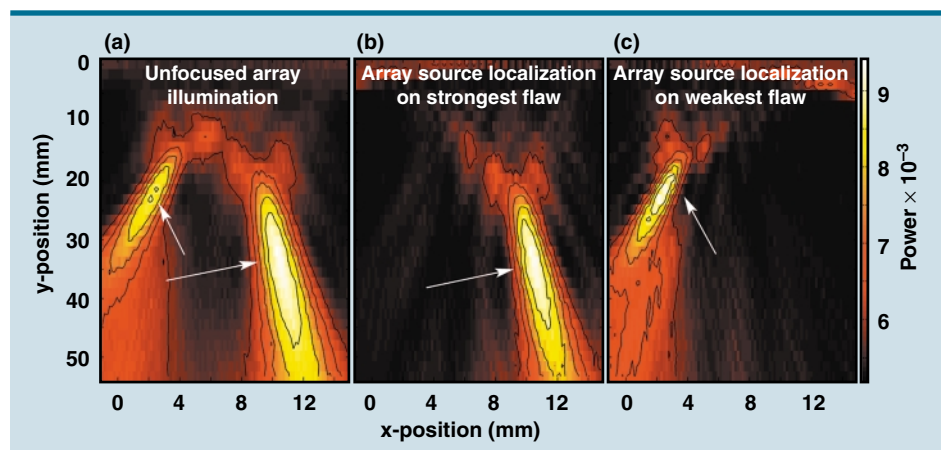 (a) (b) (c)
Unfocused array
illumination
Array source localization
on strongest flaw
Array source localization
on weakest flaw
y-position (mm)
0
10
20
30
40
50
0 4 8 12
0 4 8 12
0 4 8 12
x-position (mm)
9
8
7
6
Power × 10⁻³